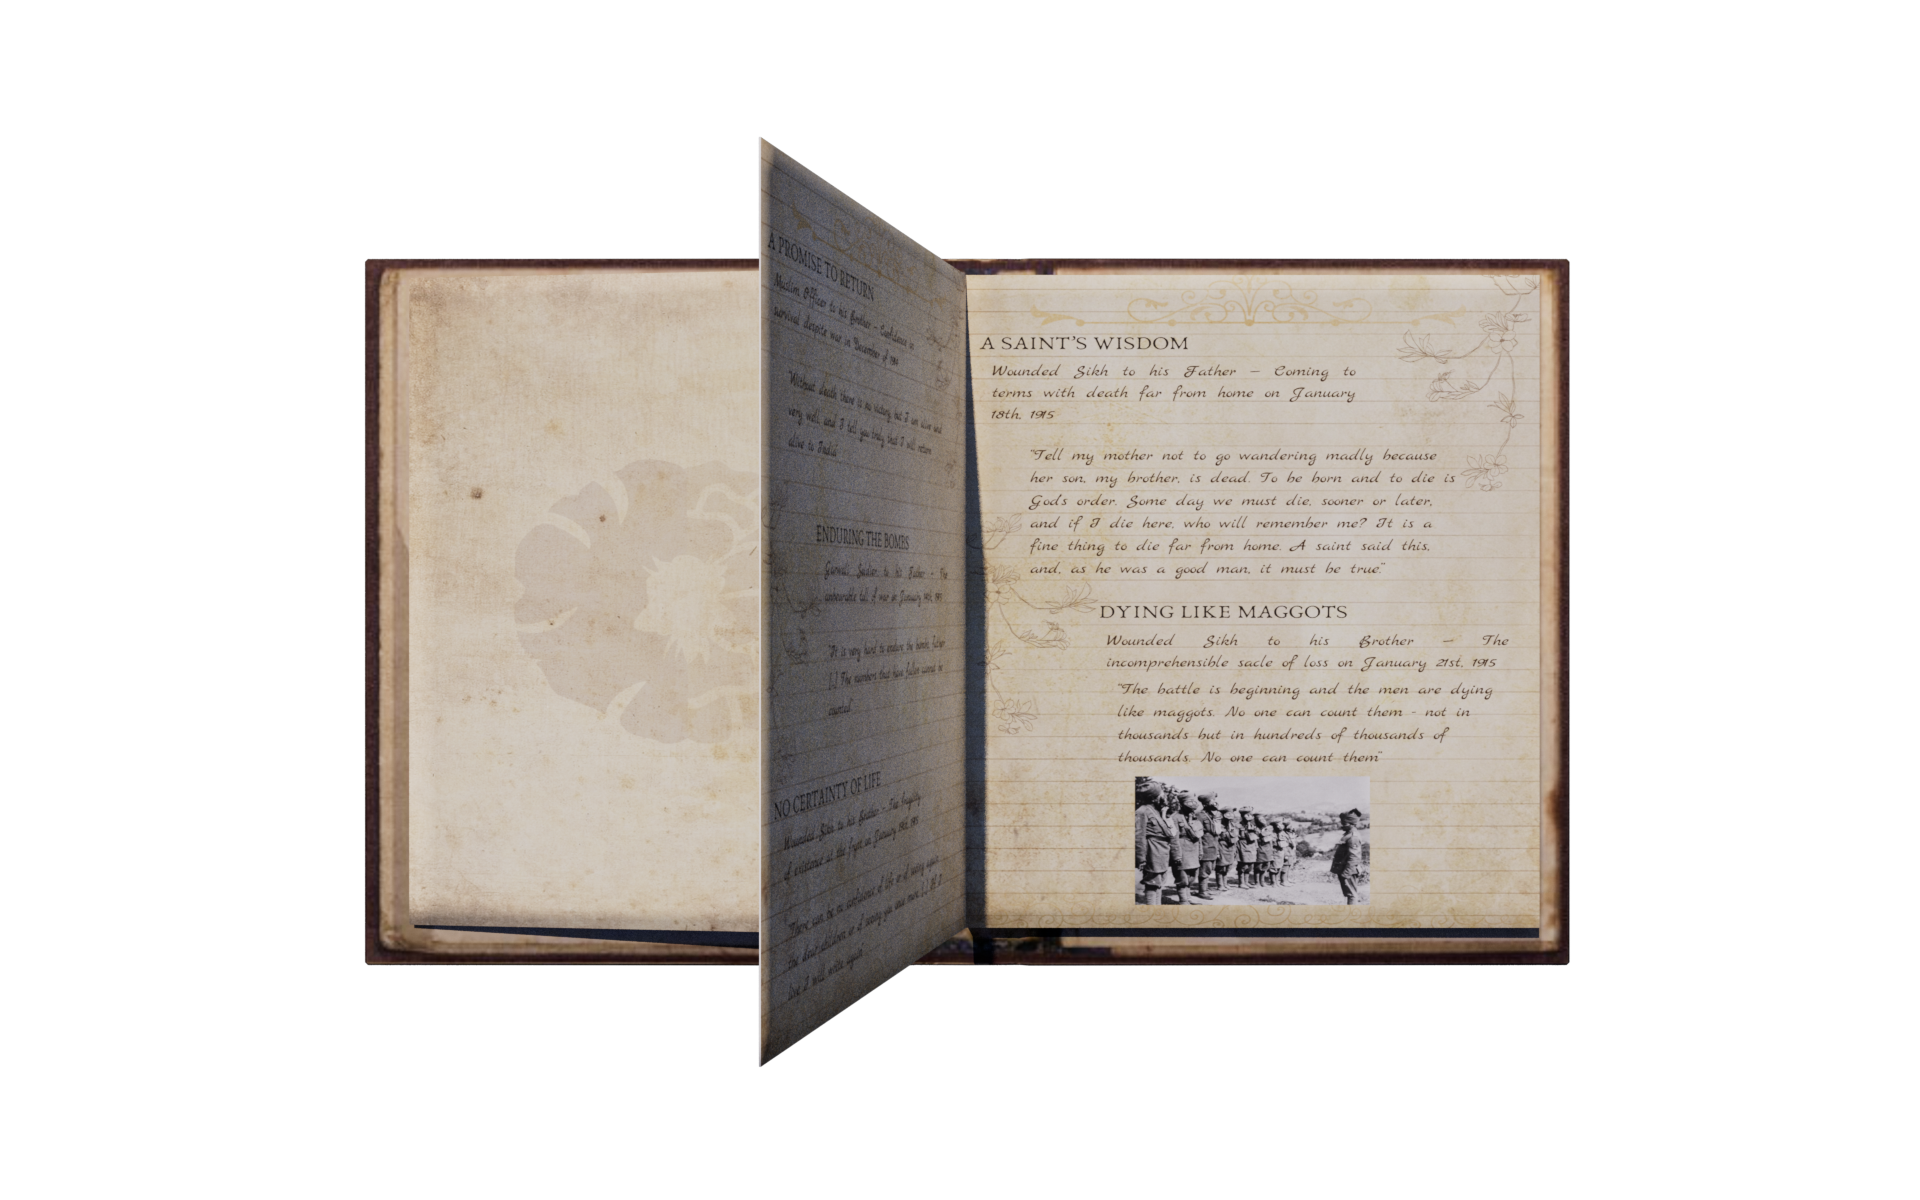 A PROMISE TO RETURN
Muslim Officer to his Brother – Confidence in
survival despite war in December of
Without death there is no victory, but I am alive and
very well, and I tell you truly that I will return
alive to India
ENDURING THE BOMBS
to his Father – The
of war on January 14th, 1915
"It is very hard to endure the bombs, father
[...] The numbers that have fallen cannot be
counted"
NO CERTAINTY OF LIFE
Wounded Sikh to his Brother – The fragility
of existence at the front on January 1915
There can be no confidence of life or of seeing again
the dear children or of seeing you once more [...] If I
live I will write again
A SAINT'S WISDOM
Wounded Sikh to his Father – Coming to
terms with death far from home on January
18th, 1915
"Tell my mother not to go wandering madly because
her son, my brother, is dead. To be born and to die is
God's order. Some day we must die, sooner or later,
and if I die here, who will remember me? It is a
fine thing to die far from home. A saint said this,
and, as he was a good man, it must be true."
DYING LIKE MAGGOTS
Wounded Sikh to his Brother – The
incomprehensible sacle of loss on January 21st, 1915
"The battle is beginning and the men are dying
like maggots. No one can count them - not in
thousands but in hundreds of thousands of
thousands. No one can count them"